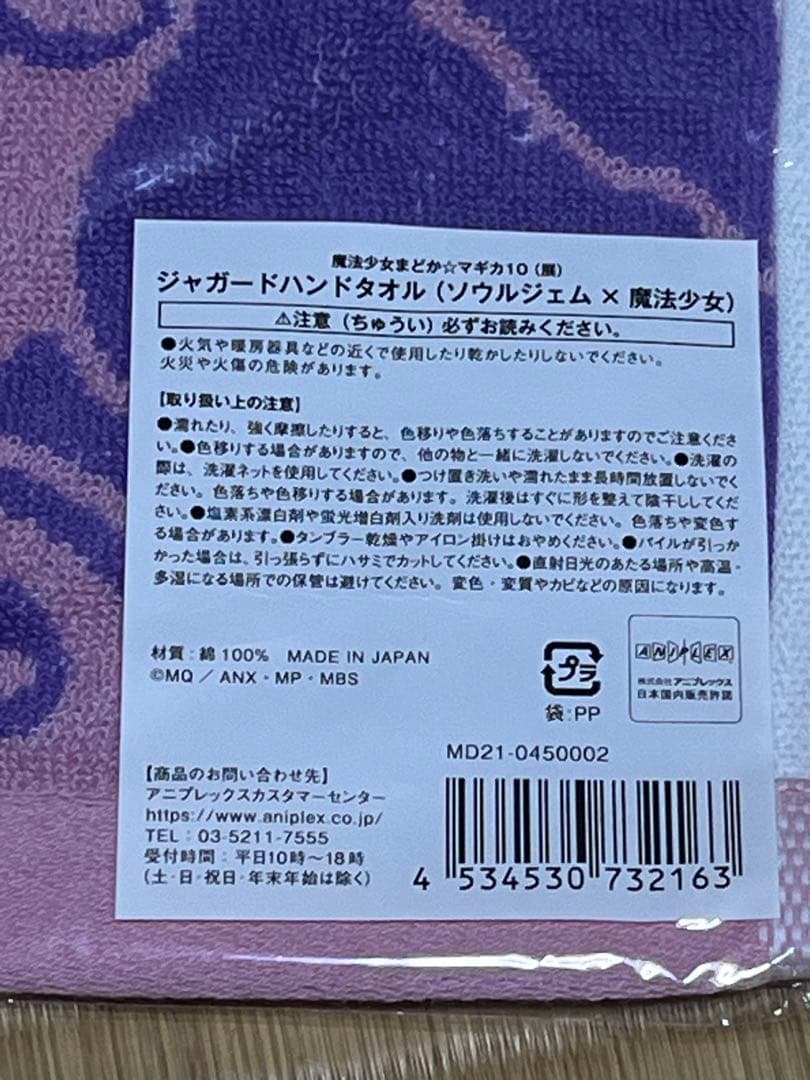 魔法少女まどか☆マギカ10（展）
ジャガードハンドタオル（ソウルジェム × 魔法少女）
⚠注意（ちゅうい）必ずお読みください。
●火気や暖房器具などの近くで使用したり乾かしたりしないでください。
火災や火傷の危険があります。
【取り扱い上の注意】
●濡れたり、強く摩擦したりすると、色移りや色落ちすることがありますのでご注意くださ
い。●色移りする場合がありますので、他の物と一緒に洗濯しないでください。●洗濯の
際は、洗濯ネットを使用してください。●つけ置き洗いや濡れたまま長時間放置しないでく
ださい。色落ちや色移りする場合があります。洗濯後はすぐに形を整えて陰干ししてくだ
さい。●塩素系漂白剤や蛍光増白剤入り洗剤は使用しないでください。色落ちや変色す
る場合があります。●タンブラー乾燥やアイロン掛けはおやめください。●パイルが引っか
かった場合は、引っ張らずにハサミでカットしてください。●直射日光のあたる場所や高温・
多湿になる場所での保管は避けてください。変色・変質やカビなどの原因になります。
材質：綿100% MADE IN JAPAN
©MQ／ANX・MP・MBS
プラ
袋：PP
ANIPLEX
株式会社アニプレックス
日本国内販売許諾
MD21-0450002
【商品のお問い合わせ先】
アニプレックスカスタマーセンター
https://www.aniplex.co.jp/
TEL：03-5211-7555
受付時間：平日10時～18時
（土・日・祝日・年末年始は除く）
4 534530 732163